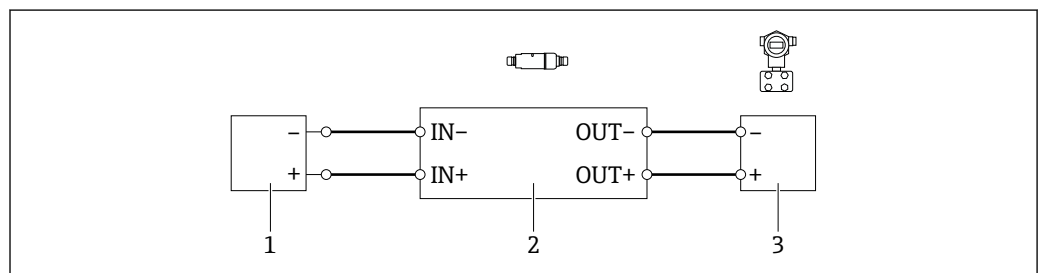 − IN− OUT− −
+ IN+ OUT+ +
1 2 3